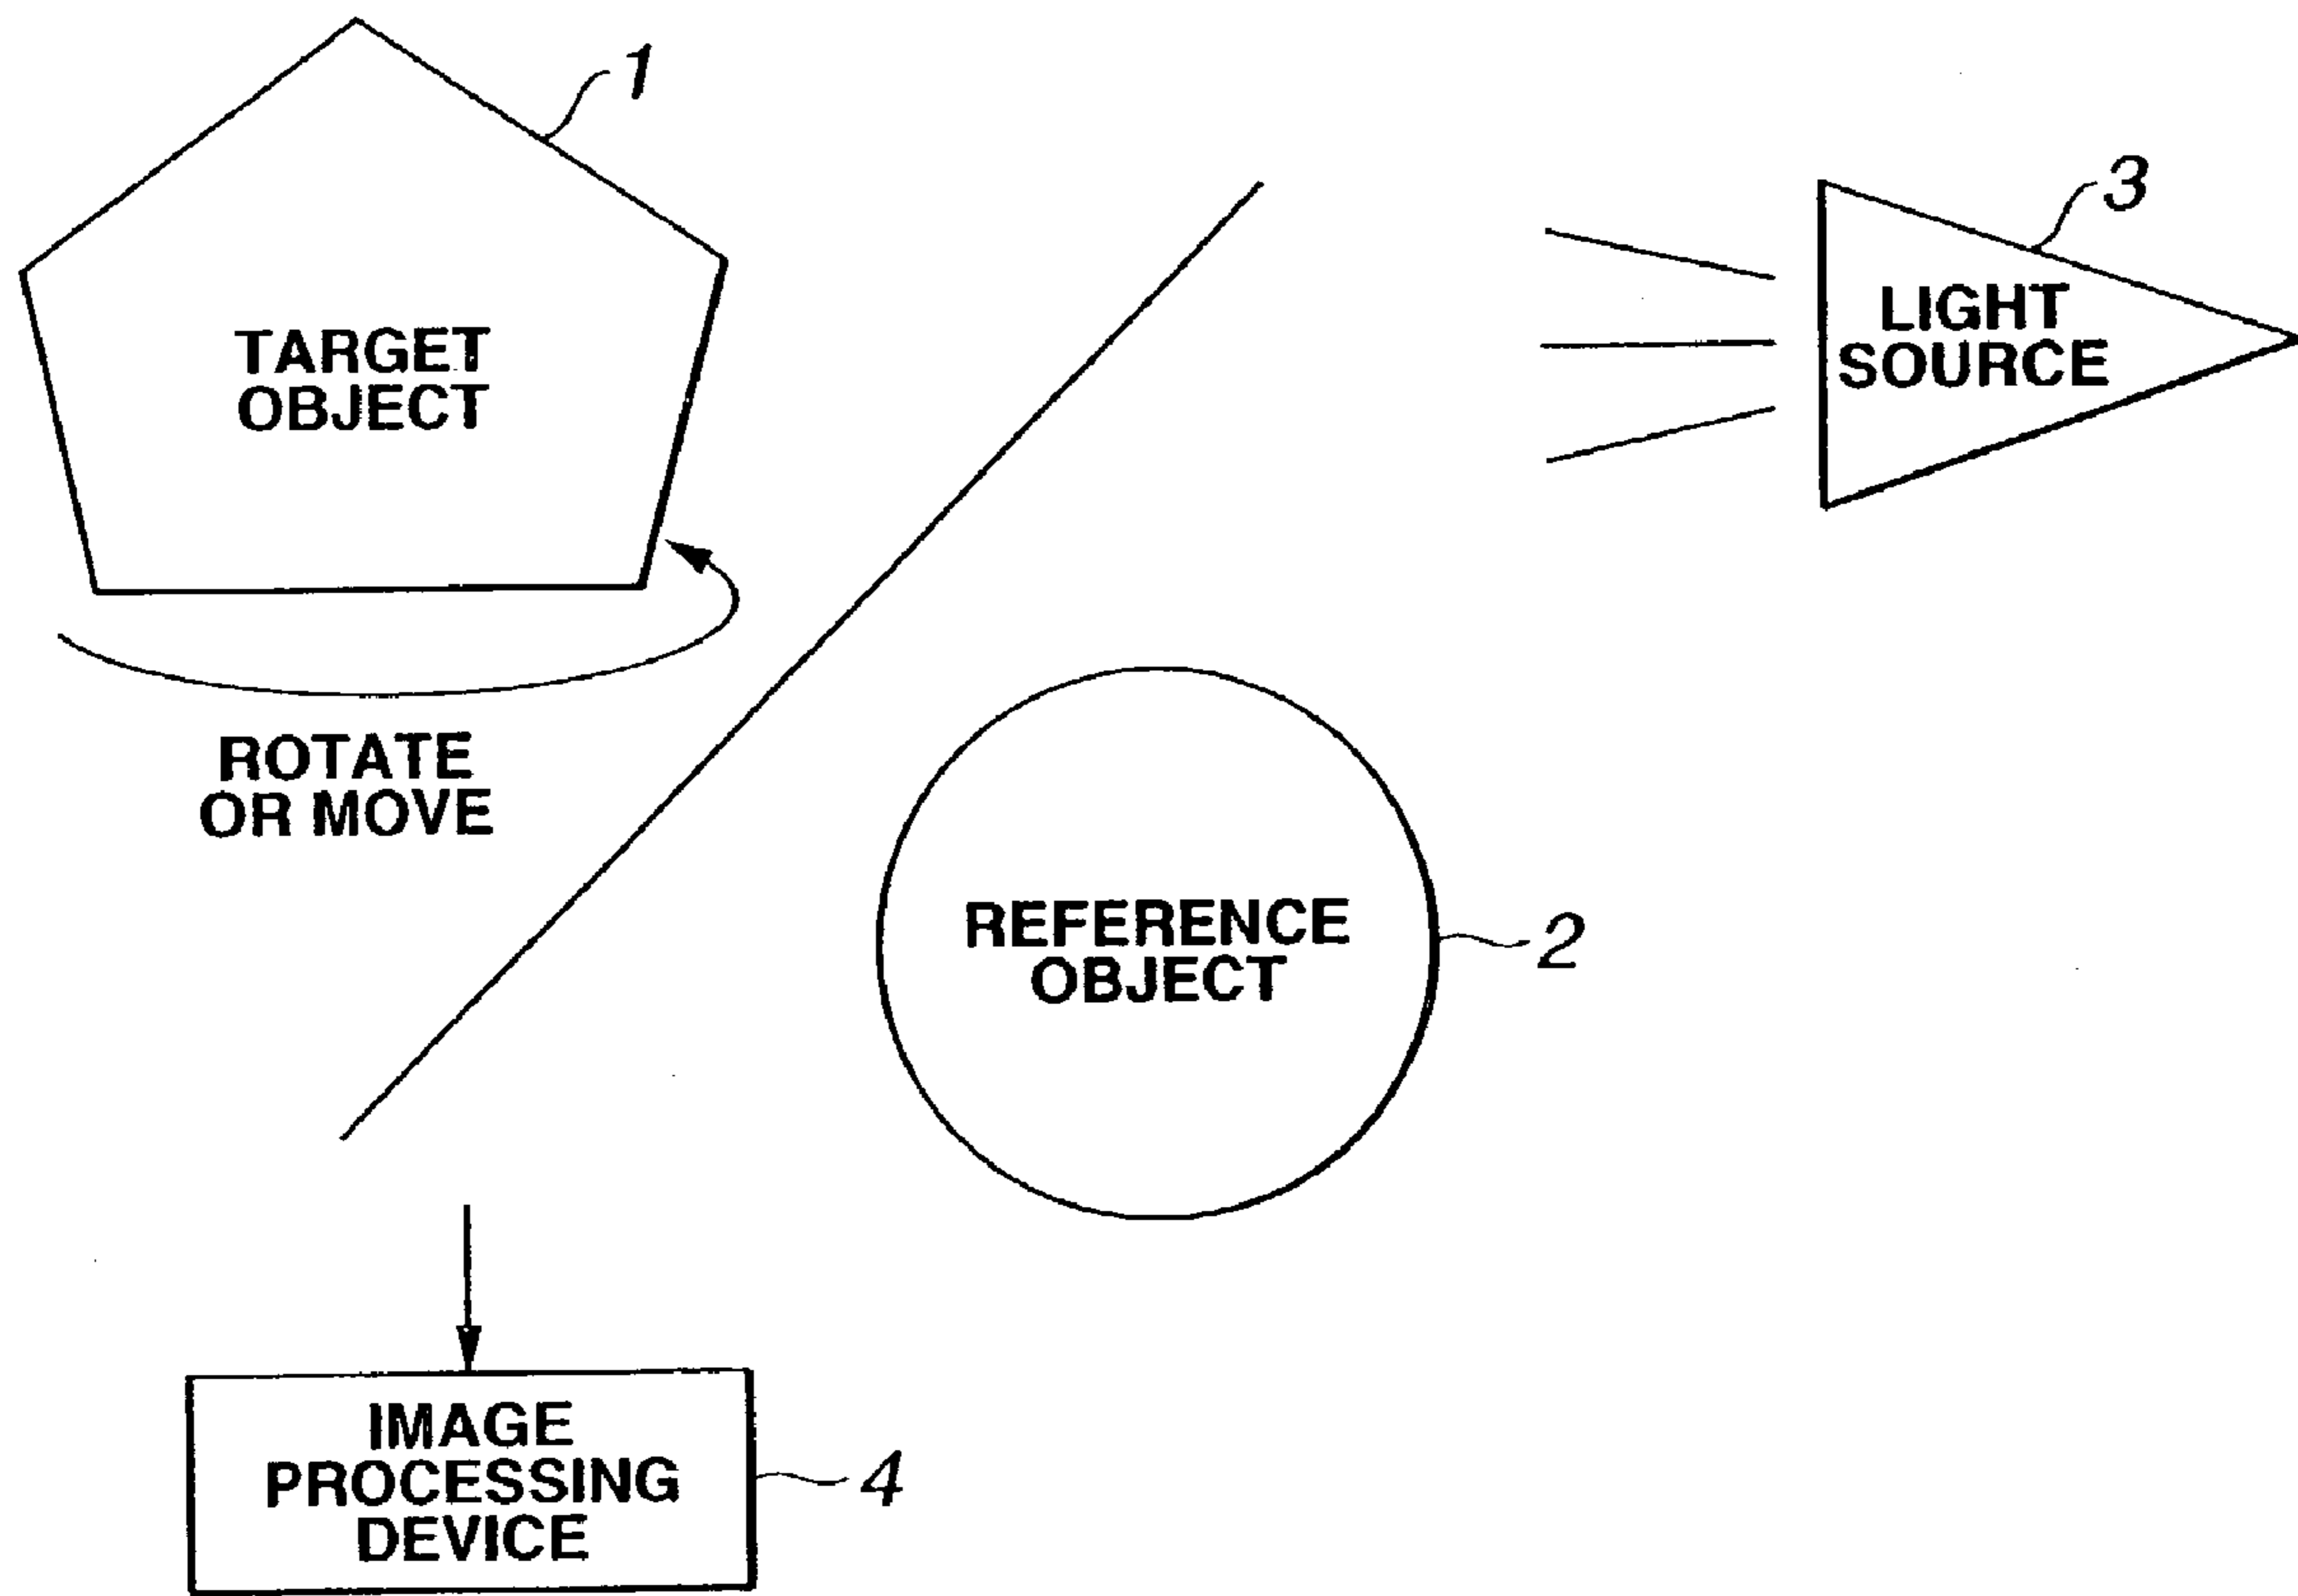 1
TARGET
OBJECT
3
LIGHT
SOURCE
ROTATE
OR MOVE
REFERENCE
OBJECT
2
IMAGE
PROCESSING
DEVICE
4